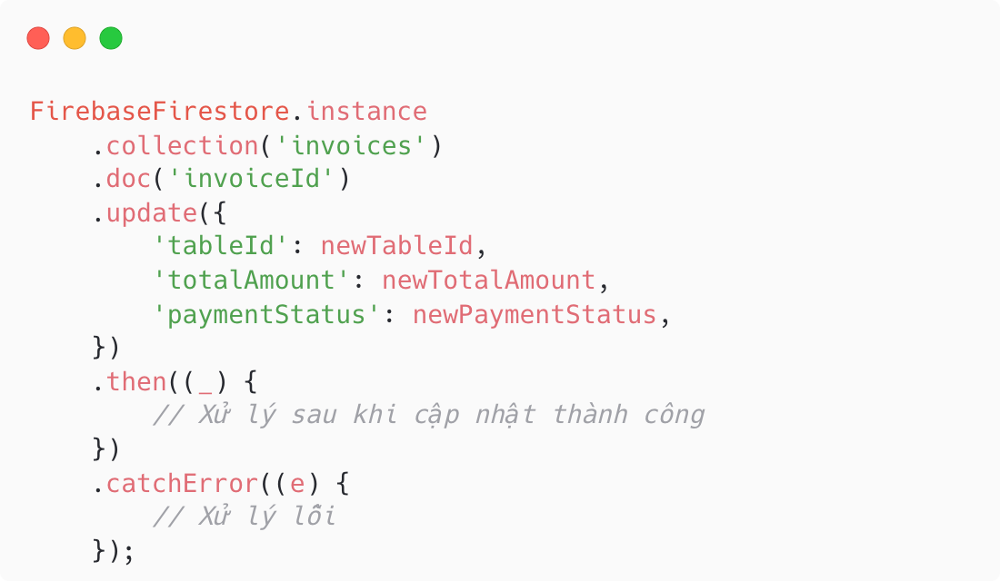 FirebaseFirestore.instance
    .collection('invoices')
    .doc('invoiceId')
    .update({
        'tableId': newTableId,
        'totalAmount': newTotalAmount,
        'paymentStatus': newPaymentStatus,
    })
    .then((_) {
        // Xử lý sau khi cập nhật thành công
    })
    .catchError((e) {
        // Xử lý lỗi
    });